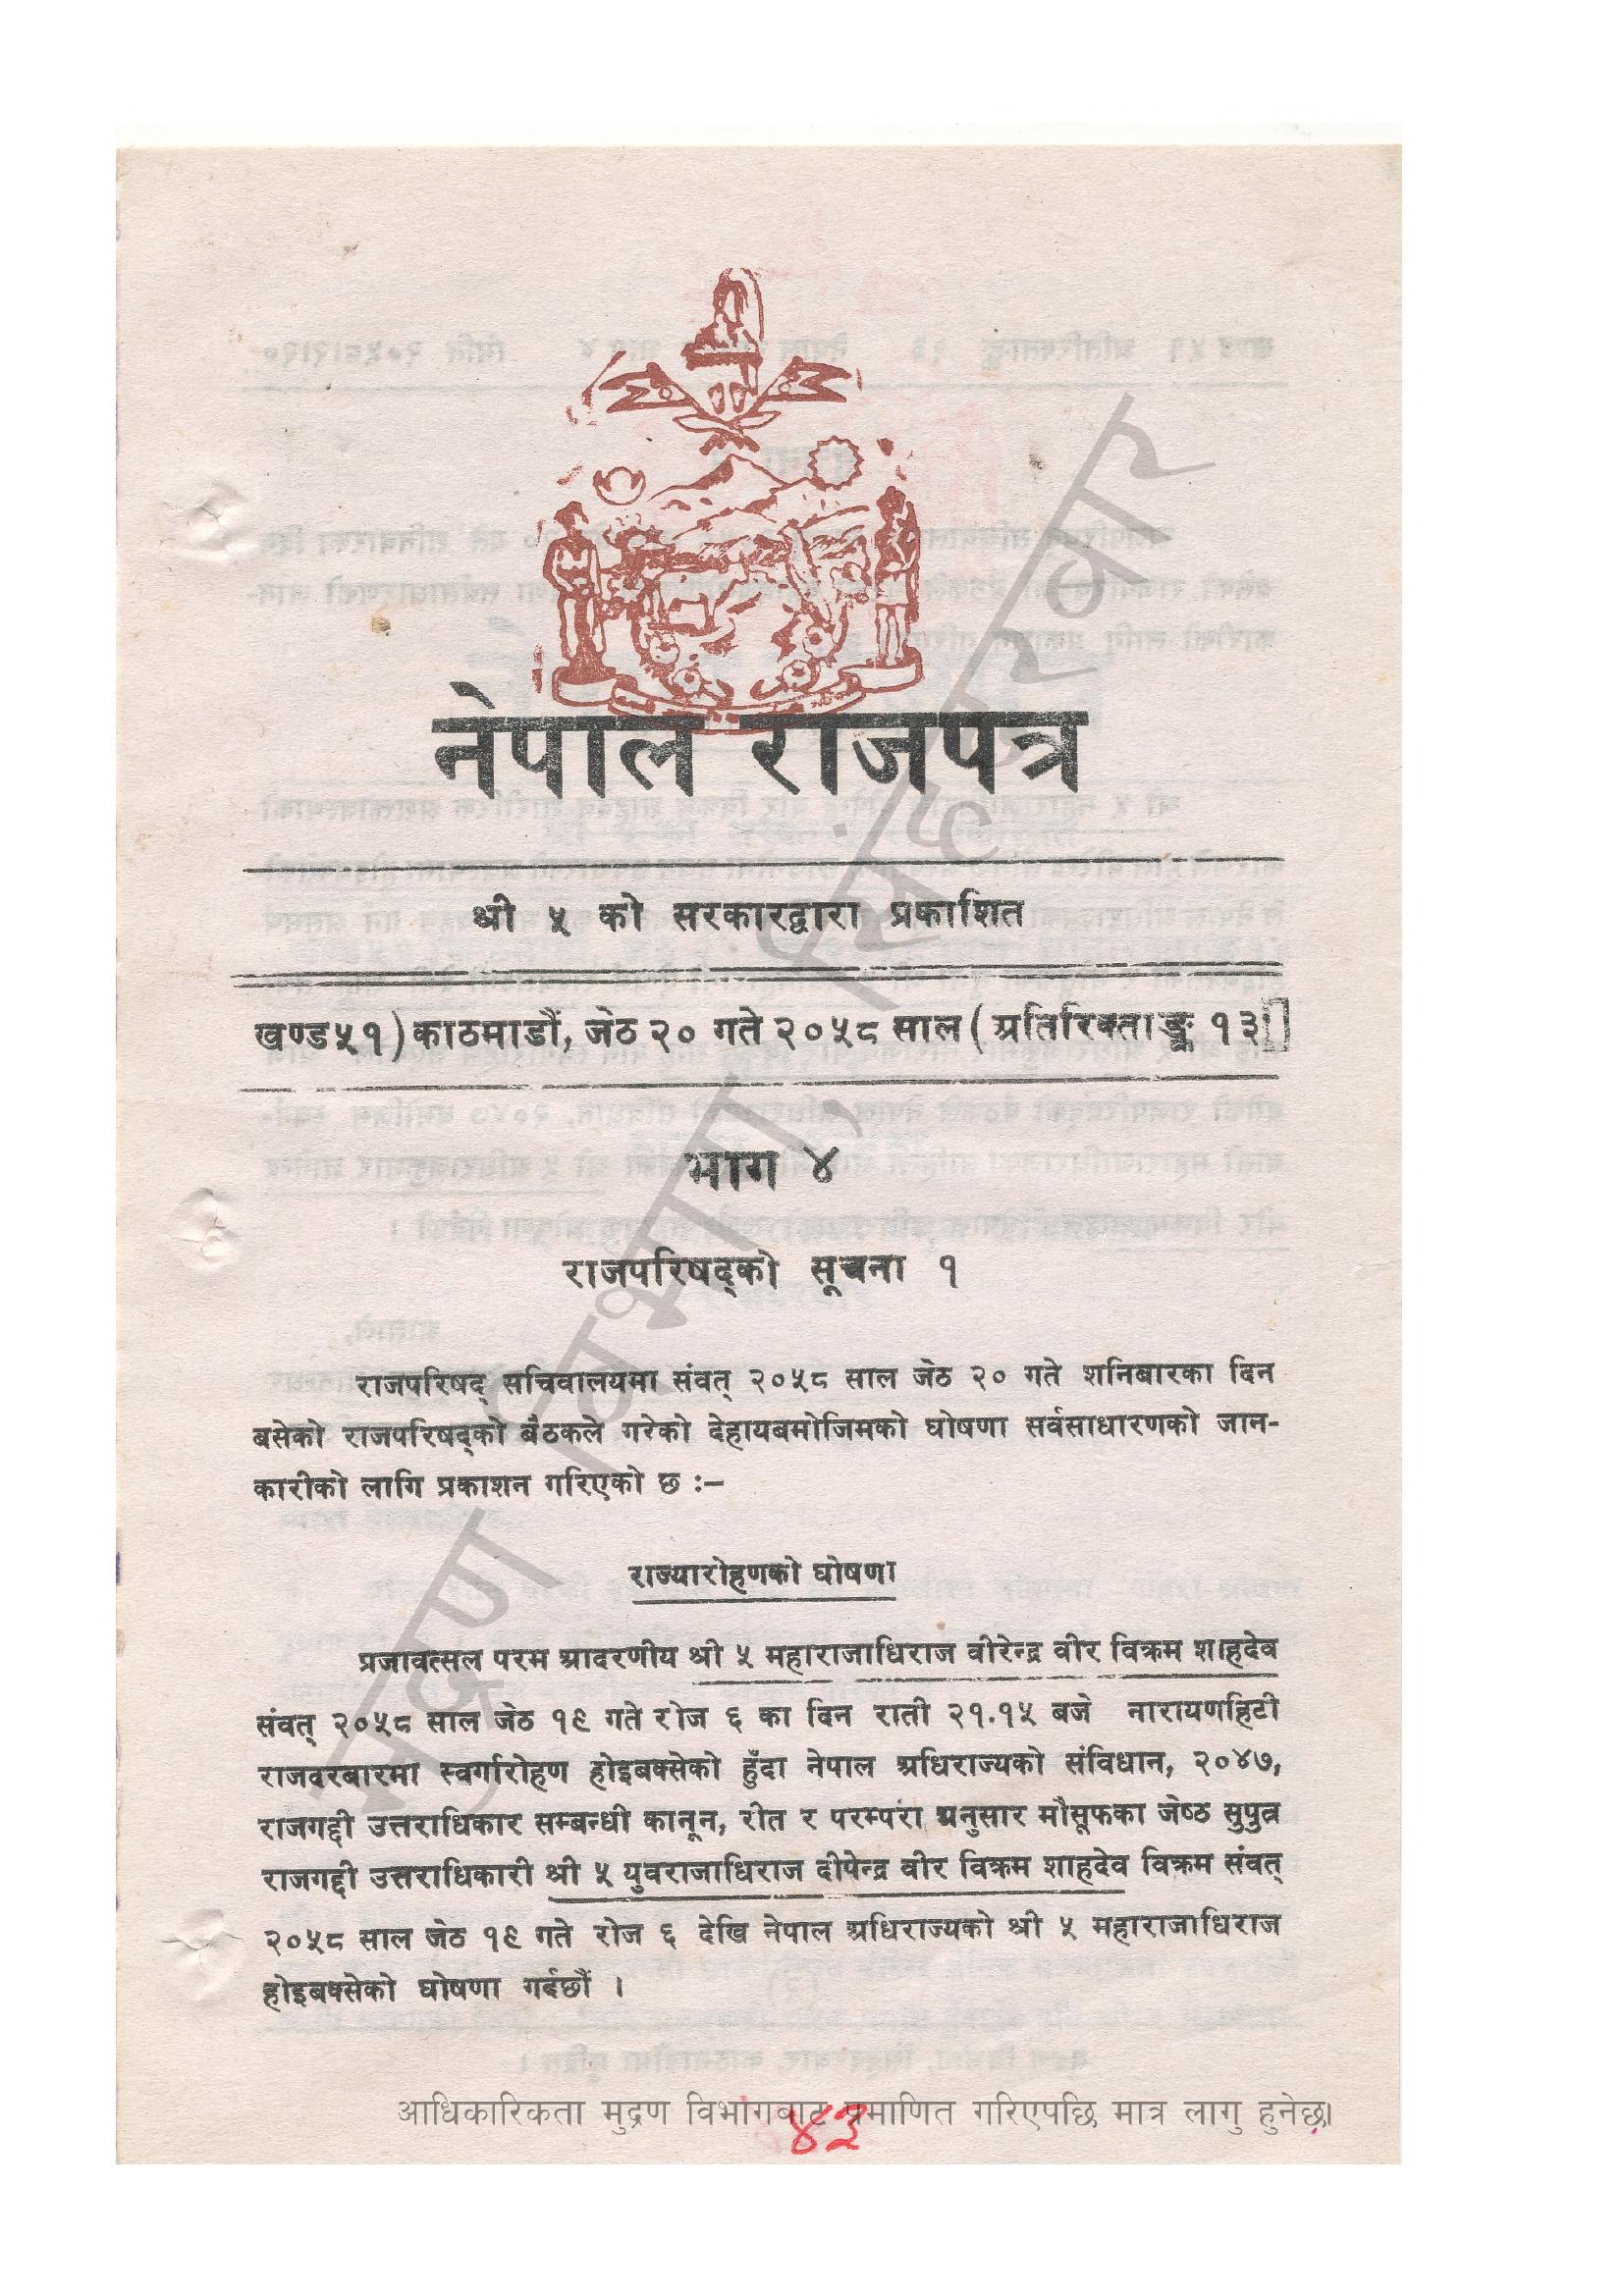 नेपाल राजपत्र
श्री ५ को सरकारद्वारा प्रकाशित
खण्ड ५१) काठमाडौं, जेठ २० गते २०५८ साल ( अतिरिक्ताङ्क १३
भाग ४
राजपरिषद्को सूचना १
राजपरिषद् सचिवालयमा संवत् २०५८ साल जेठ २० गते शनिबारका दिन
बसेको राजपरिषद्को बैठकले गरेको देहायबमोजिमको घोषणा सर्वसाधारणको जान-
कारीको लागि प्रकाशन गरिएको छ :–
राज्यारोहणको घोषणा
प्रजावत्सल परम आदरणीय श्री ५ महाराजाधिराज वीरेन्द्र वीर विक्रम शाहदेव
संवत् २०५८ साल जेठ १९ गते रोज ६ का दिन राती २१.१५ बजे नारायणहिटी
राजदरबारमा स्वर्गारोहण होइबक्सेको हुँदा नेपाल अधिराज्यको संविधान, २०४७,
राजगद्दी उत्तराधिकार सम्बन्धी कानून, रीत र परम्परा अनुसार मौसूफका जेष्ठ सुपुत्र
राजगद्दी उत्तराधिकारी श्री ५ युवराजाधिराज दीपेन्द्र वीर विक्रम शाहदेव विक्रम संवत्
२०५८ साल जेठ १९ गते रोज ६ देखि नेपाल अधिराज्यको श्री ५ महाराजाधिराज
होइबक्सेको घोषणा गर्दछौं ।
मुद्रण विभाग, सिंहदरबार
आधिकारिकता मुद्रण विभागबाट प्रमाणित गरिएपछि मात्र लागु हुनेछ।
४३